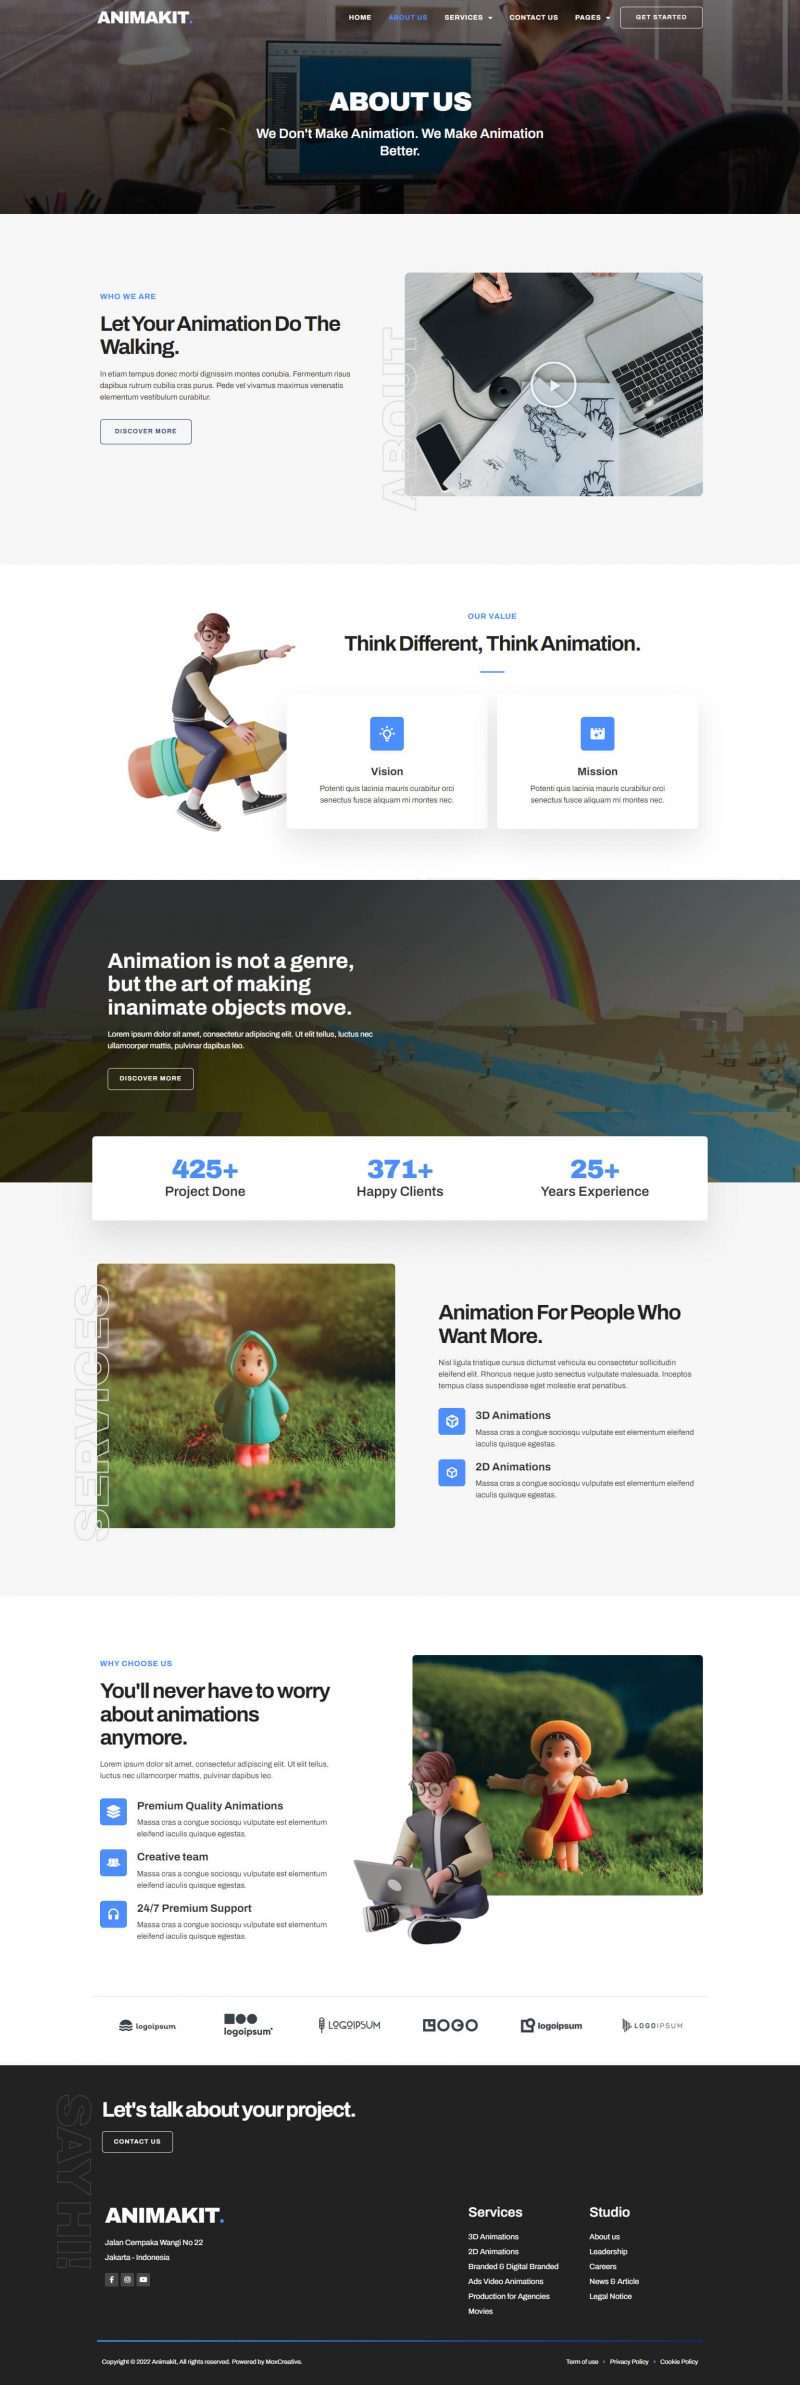 ANIMAKIT.
HOME ABOUT US SERVICES CONTACT US PAGES GET STARTED
ABOUT US
We Don't Make Animation. We Make Animation
Better.
WHO WE ARE
Let Your Animation Do The
Walking.
In etiam tempus donec morbi dignissim montes conubia. Fermentum risus
dapibus rutrum cubilia cras purus. Pede vel vivamus maximus venenatis
elementum vestibulum curabitur.
DISCOVER MORE
ABOUT
OUR VALUE
Think Different, Think Animation.
Vision
Potenti quis lacinia mauris curabitur orci
senectus fusce aliquam mi montes nec.
Mission
Potenti quis lacinia mauris curabitur orci
senectus fusce aliquam mi montes nec.
Animation is not a genre,
but the art of making
inanimate objects move.
Lorem ipsum dolor sit amet, consectetur adipiscing elit. Ut elit tellus, luctus nec
ullamcorper mattis, pulvinar dapibus leo.
DISCOVER MORE
425+
Project Done
371+
Happy Clients
25+
Years Experience
SERVICES
Animation For People Who
Want More.
Nisl ligula tristique cursus dictumst vehicula eu consectetur sollicitudin
eleifend elit. Rhoncus neque justo senectus vulputate malesuada. Inceptos
tempus class suspendisse eget molestie erat penatibus.
3D Animations
Massa cras a congue sociosqu vulputate est elementum eleifend
iaculis quisque egestas.
2D Animations
Massa cras a congue sociosqu vulputate est elementum eleifend
iaculis quisque egestas.
WHY CHOOSE US
You'll never have to worry
about animations
anymore.
Lorem ipsum dolor sit amet, consectetur adipiscing elit. Ut elit tellus,
luctus nec ullamcorper mattis, pulvinar dapibus leo.
Premium Quality Animations
Massa cras a congue sociosqu vulputate est elementum
eleifend iaculis quisque egestas.
Creative team
Massa cras a congue sociosqu vulputate est elementum
eleifend iaculis quisque egestas.
24/7 Premium Support
Massa cras a congue sociosqu vulputate est elementum
eleifend iaculis quisque egestas.
logoipsum
logoipsum
LOGOIPSUM
LOGO
logoipsum
LOGOIPSUM
SAY HI!
Let's talk about your project.
CONTACT US
ANIMAKIT.
Jalan Cempaka Wangi No 22
Jakarta - Indonesia
Services
3D Animations
2D Animations
Branded & Digital Branded
Ads Video Animations
Production for Agencies
Movies
Studio
About us
Leadership
Careers
News & Article
Legal Notice
Copyright © 2022 Animakit, All rights reserved. Powered by MoxCreative.
Term of use • Privacy Policy • Cookie Policy